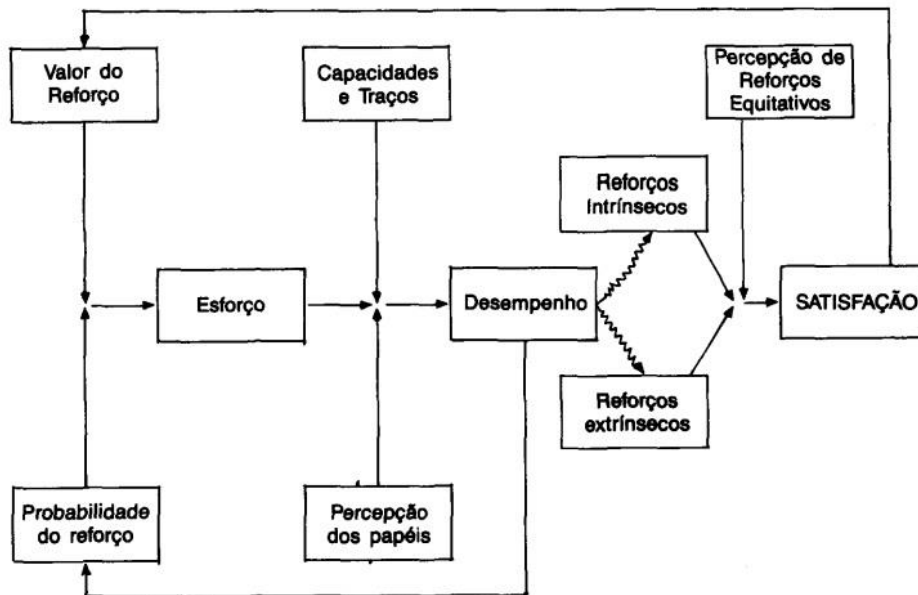 Valor do
Reforço
Capacidades
e Traços
Percepção de
Reforços
Equitativos
Reforços
Intrínsecos
Esforço
Desempenho
SATISFAÇÃO
Reforços
extrínsecos
Probabilidade
do reforço
Percepção
dos papéis